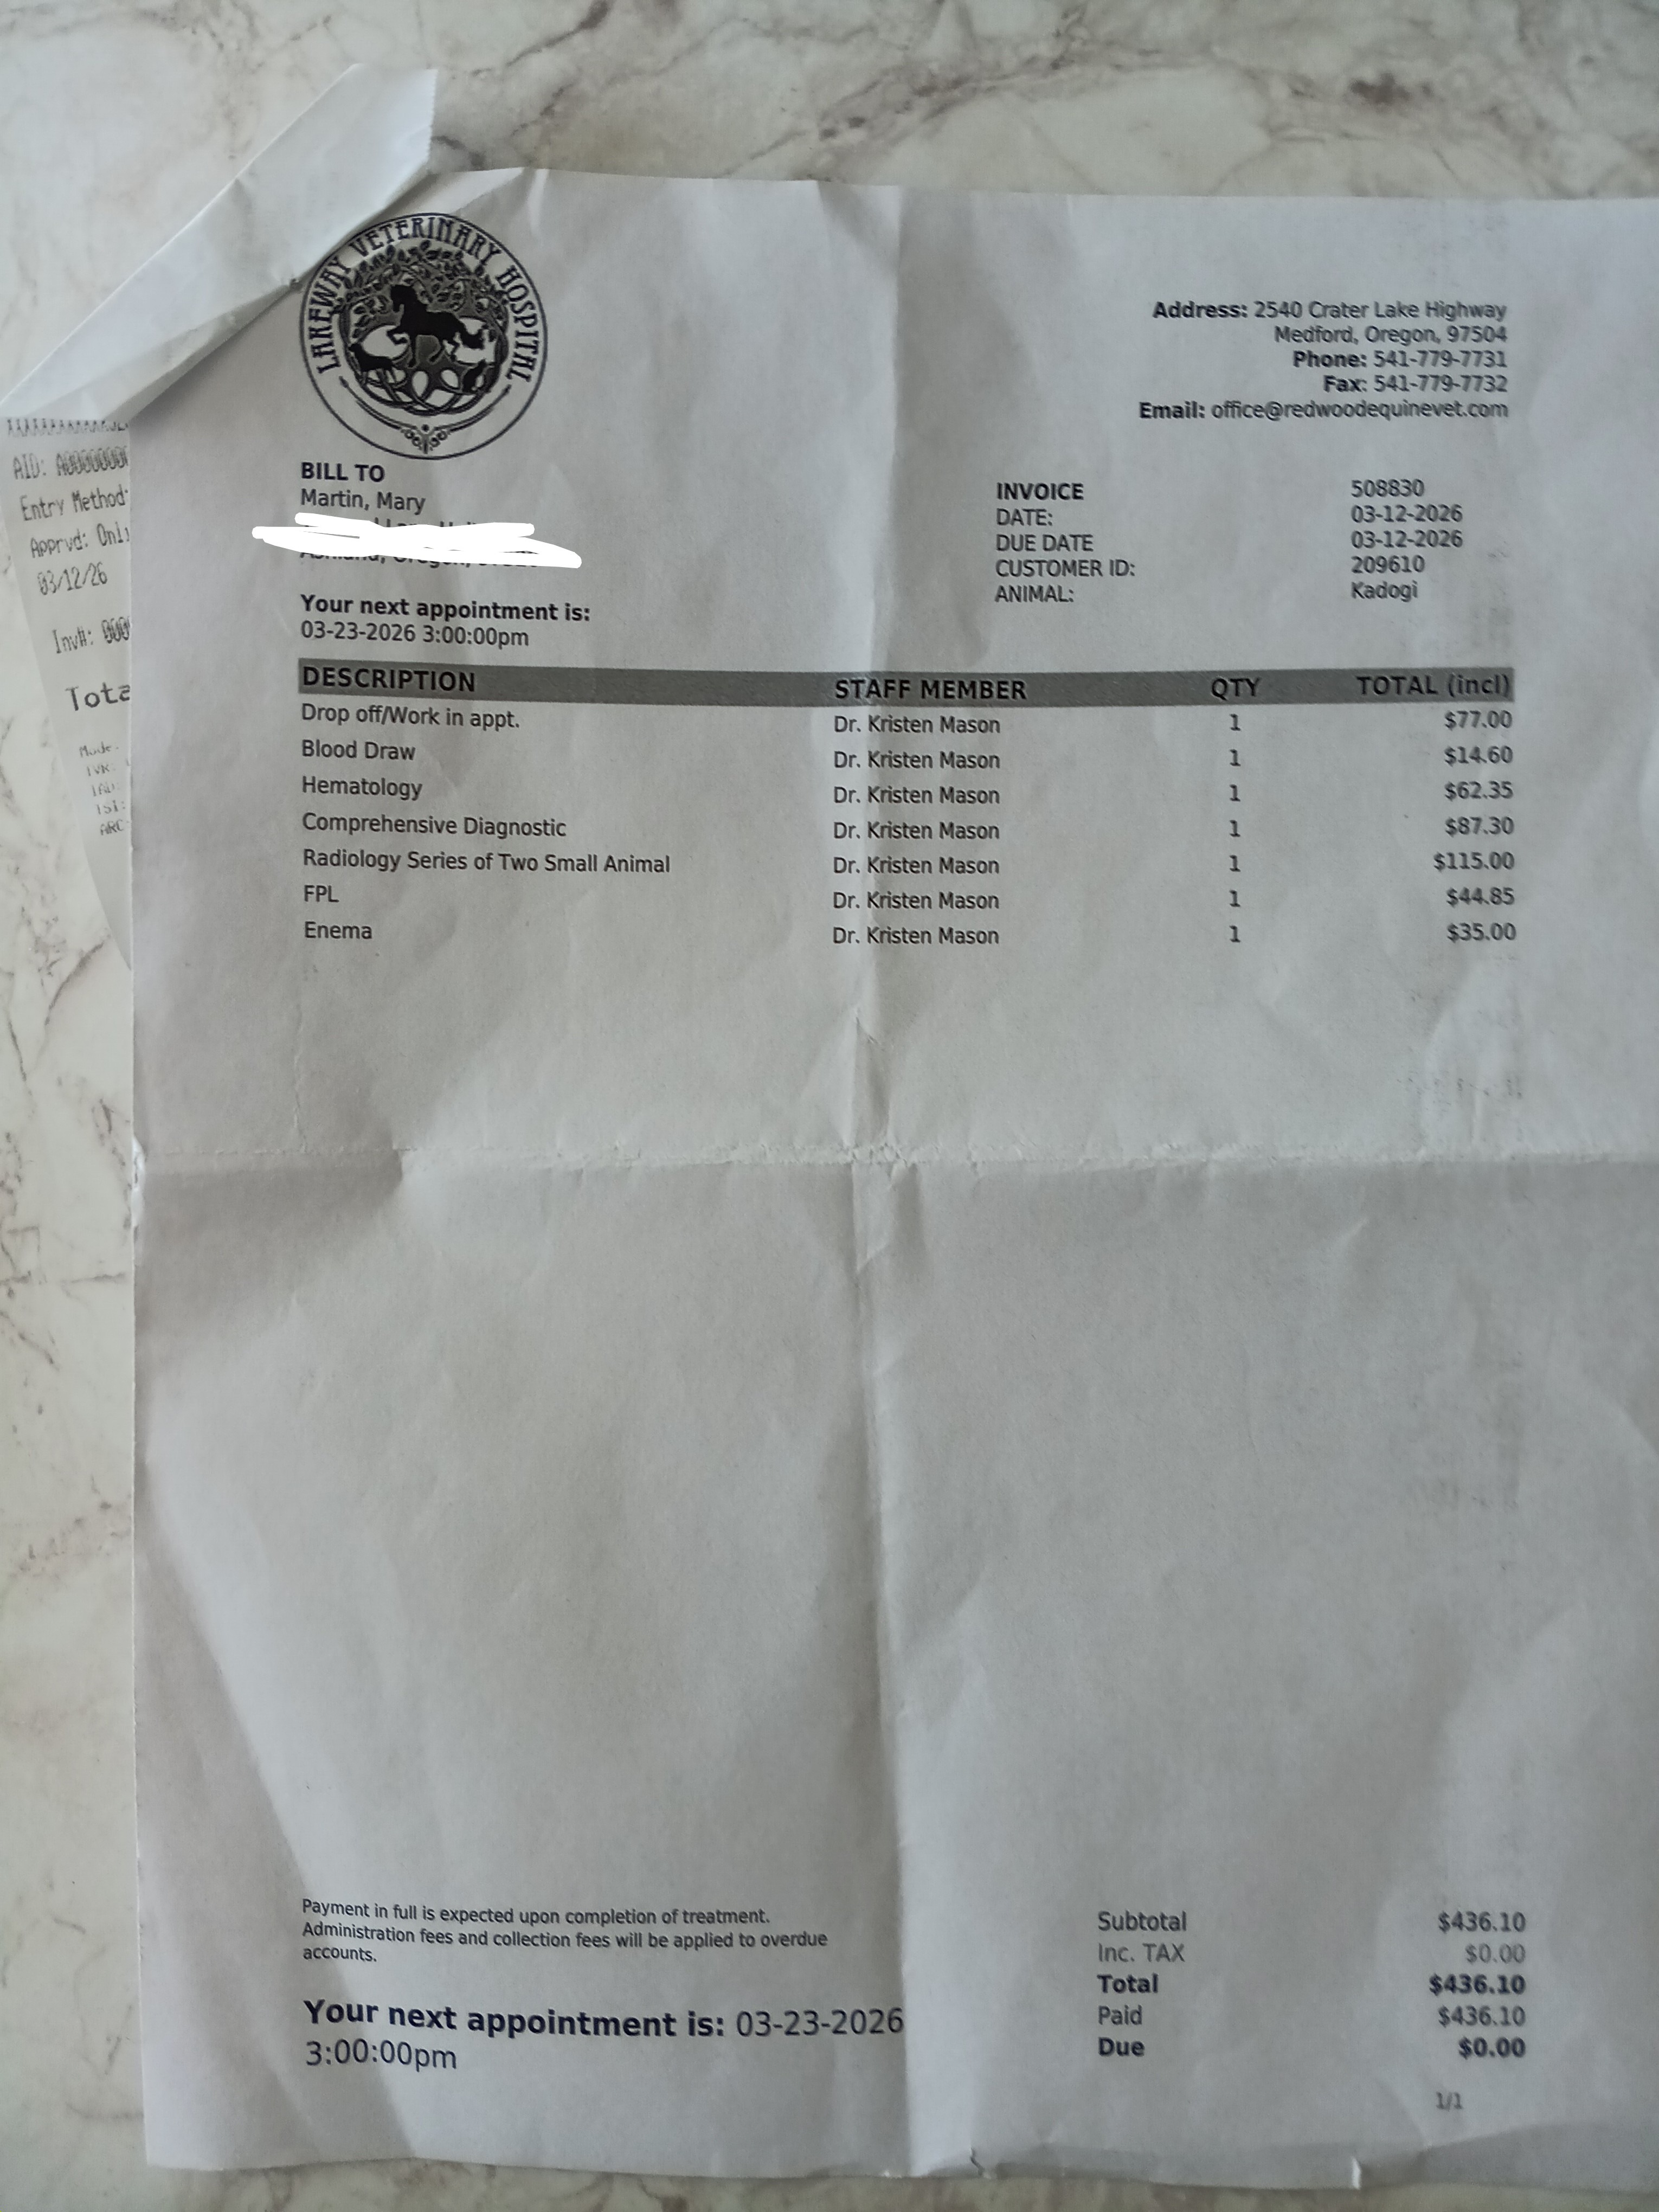 LAKEWAY VETERINARY HOSPITAL
Address: 2540 Crater Lake Highway
Medford, Oregon, 97504
Phone: 541-779-7731
Fax: 541-779-7732
Email: office@redwoodequinevet.com
BILL TO
Martin, Mary
Your next appointment is:
03-23-2026 3:00:00pm
INVOICE 508830
DATE: 03-12-2026
DUE DATE 03-12-2026
CUSTOMER ID: 209610
ANIMAL: Kadogi
DESCRIPTION STAFF MEMBER QTY TOTAL (incl)
Drop off/Work in appt. Dr. Kristen Mason 1 $77.00
Blood Draw Dr. Kristen Mason 1 $14.60
Hematology Dr. Kristen Mason 1 $62.35
Comprehensive Diagnostic Dr. Kristen Mason 1 $87.30
Radiology Series of Two Small Animal Dr. Kristen Mason 1 $115.00
FPL Dr. Kristen Mason 1 $44.85
Enema Dr. Kristen Mason 1 $35.00
Payment in full is expected upon completion of treatment.
Administration fees and collection fees will be applied to overdue
accounts.
Your next appointment is: 03-23-2026
3:00:00pm
Subtotal $436.10
Inc. TAX $0.00
Total $436.10
Paid $436.10
Due $0.00
1/1
AID:
Entry Method:
Apprvd:
03/12/26
Inv#: